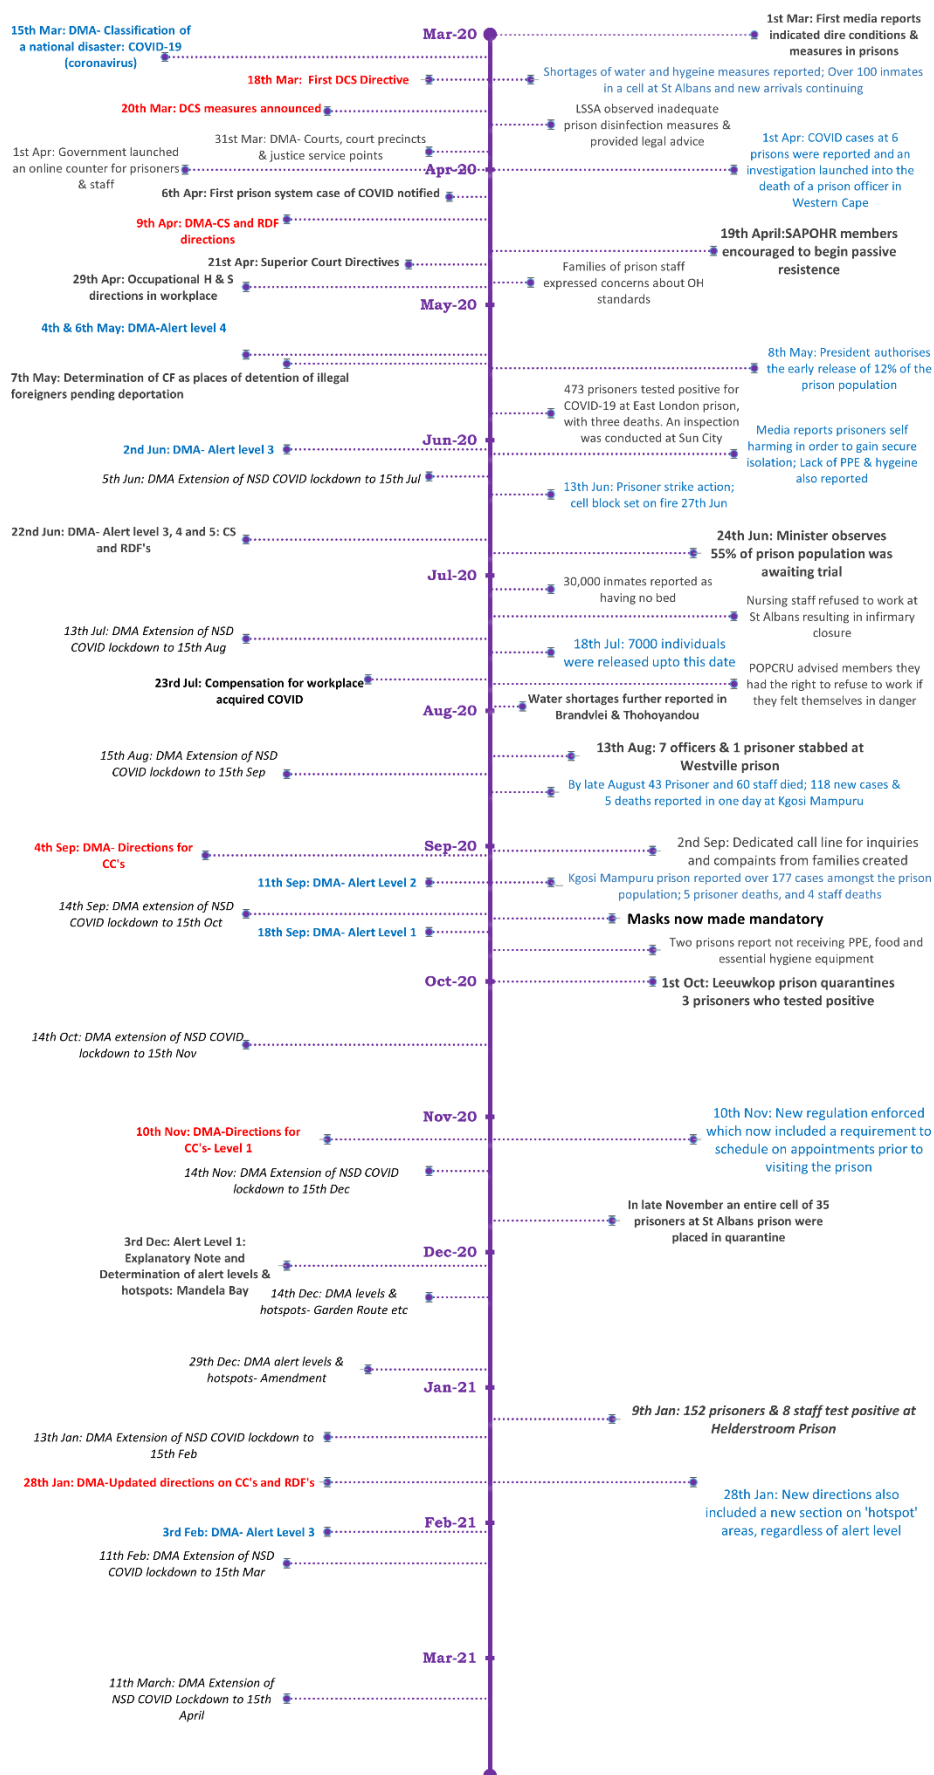 Mar-20
1st Mar: First media reports
indicated dire conditions &
measures in prisons
15th Mar: DMA- Classification of
a national disaster: COVID-19
(coronavirus)
18th Mar:  First DCS Directive
Shortages of water and hygeine measures reported; Over 100 inmates
in a cell at St Albans and new arrivals continuing
20th Mar: DCS measures announced
LSSA observed inadequate
prison disinfection measures &
provided legal advice
31st Mar: DMA- Courts, court precincts
& justice service points
1st Apr: Government launched
an online counter for prisoners
& staff
Apr-20
1st Apr: COVID cases at 6
prisons were reported and an
investigation launched into the
death of a prison officer in
Western Cape
6th Apr: First prison system case of COVID notified
9th Apr: DMA-CS and RDF
directions
19th April:SAPOHR members
encouraged to begin passive
resistence
21st Apr: Superior Court Directives
29th Apr: Occupational H & S
directions in workplace
Families of prison staff
expressed concerns about OH
standards
May-20
4th & 6th May: DMA-Alert level 4
8th May: President authorises
the early release of 12% of the
prison population
7th May: Determination of CF as places of detention of illegal
foreigners pending deportation
473 prisoners tested positive for
COVID-19 at East London prison,
with three deaths. An inspection
was conducted at Sun City
Jun-20
2nd Jun: DMA- Alert level 3
Media reports prisoners self
harming in order to gain secure
isolation; Lack of PPE & hygeine
also reported
5th Jun: DMA Extension of NSD COVID lockdown to 15th Jul
13th Jun: Prisoner strike action;
cell block set on fire 27th Jun
22nd Jun: DMA- Alert level 3, 4 and 5: CS
and RDF's
24th Jun: Minister observes
55% of prison population was
awaiting trial
Jul-20
30,000 inmates reported as
having no bed
Nursing staff refused to work at
St Albans resulting in infirmary
closure
13th Jul: DMA Extension of NSD
COVID lockdown to 15th Aug
18th Jul: 7000 individuals
were released upto this date
23rd Jul: Compensation for workplace
acquired COVID
POPCRU advised members they
had the right to refuse to work if
they felt themselves in danger
Water shortages further reported in
Brandvlei & Thohoyandou
Aug-20
15th Aug: DMA Extension of NSD
COVID lockdown to 15th Sep
13th Aug: 7 officers & 1 prisoner stabbed at
Westville prison
By late August 43 Prisoner and 60 staff died; 118 new cases &
5 deaths reported in one day at Kgosi Mampuru
Sep-20
4th Sep: DMA- Directions for
CC's
2nd Sep: Dedicated call line for inquiries
and compaints from families created
11th Sep: DMA- Alert Level 2
Kgosi Mampuru prison reported over 177 cases amongst the prison
population; 5 prisoner deaths, and 4 staff deaths
14th Sep: DMA extension of NSD
COVID lockdown to 15th Oct
Masks now made mandatory
18th Sep: DMA- Alert Level 1
Two prisons report not receiving PPE, food and
essential hygiene equipment
Oct-20
1st Oct: Leeuwkop prison quarantines
3 prisoners who tested positive
14th Oct: DMA extension of NSD COVID
lockdown to 15th Nov
Nov-20
10th Nov: DMA-Directions for
CC's- Level 1
10th Nov: New regulation enforced
which now included a requirement to
schedule on appointments prior to
visiting the prison
14th Nov: DMA Extension of NSD COVID
lockdown to 15th Dec
In late November an entire cell of 35
prisoners at St Albans prison were
placed in quarantine
3rd Dec: Alert Level 1:
Explanatory Note and
Determination of alert levels &
hotspots: Mandela Bay
Dec-20
14th Dec: DMA levels &
hotspots- Garden Route etc
29th Dec: DMA alert levels &
hotspots- Amendment
Jan-21
9th Jan: 152 prisoners & 8 staff test positive at
Helderstroom Prison
13th Jan: DMA Extension of NSD COVID lockdown to
15th Feb
28th Jan: DMA-Updated directions on CC's and RDF's
28th Jan: New directions also
included a new section on 'hotspot'
areas, regardless of alert level
Feb-21
3rd Feb: DMA- Alert Level 3
11th Feb: DMA Extension of NSD
COVID lockdown to 15th Mar
Mar-21
11th March: DMA Extension of
NSD COVID Lockdown to 15th
April